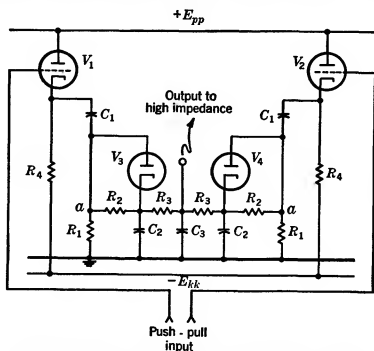 +E_pp
V_1
V_2
Output to
high impedance
C_1
C_1
V_3
V_4
R_4
R_4
a
R_2
R_3
R_3
R_2
a
R_1
C_2
C_3
C_2
R_1
-E_kk
Push-pull
input